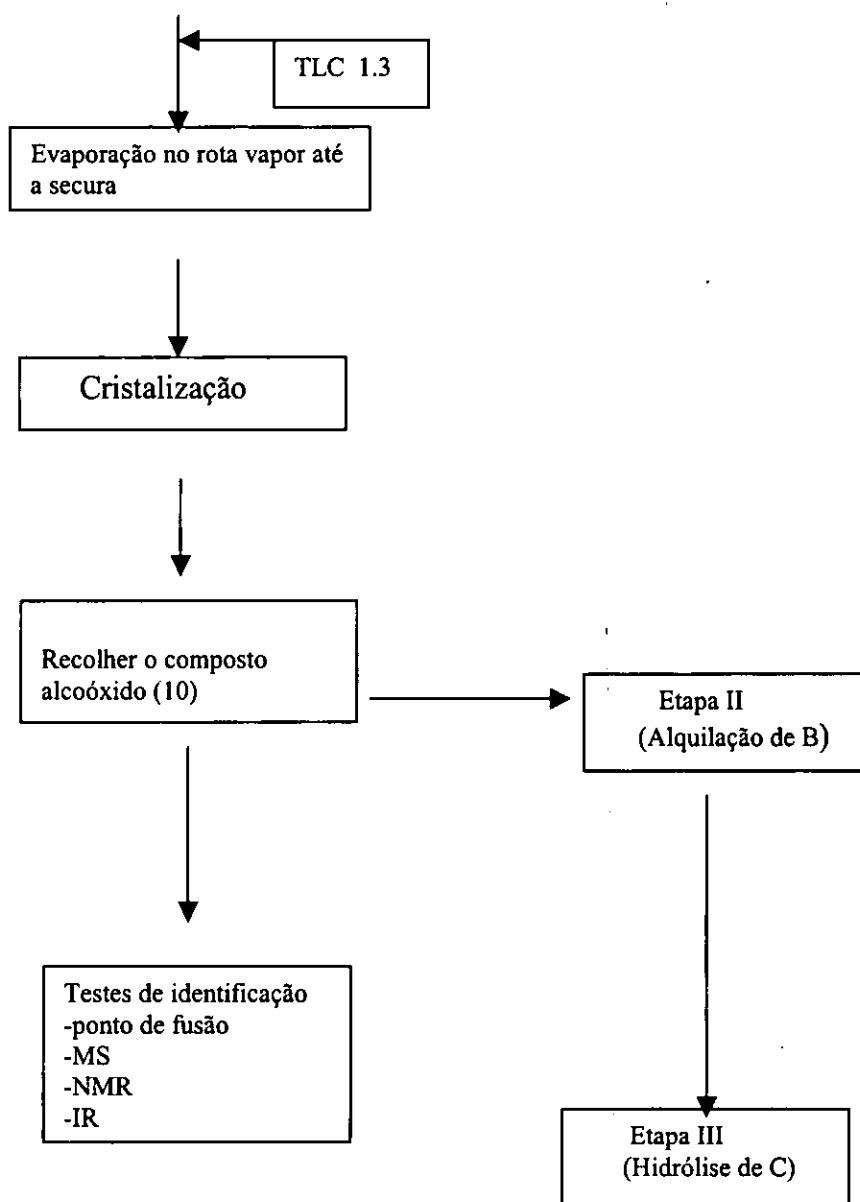 TLC 1.3
Evaporação no rota vapor até
a secura
Cristalização
Recolher o composto
alcoóxido (10)
Etapa II
(Alquilação de B)
Testes de identificação
-ponto de fusão
-MS
-NMR
-IR
Etapa III
(Hidrólise de C)